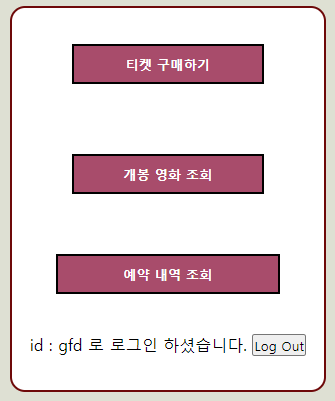 티켓 구매하기
개봉 영화 조회
예약 내역 조회
id : gfd 로 로그인 하셨습니다. Log Out